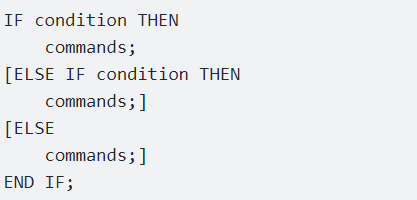 IF condition THEN
    commands;
[ELSE IF condition THEN
    commands;]
[ELSE
    commands;]
END IF;